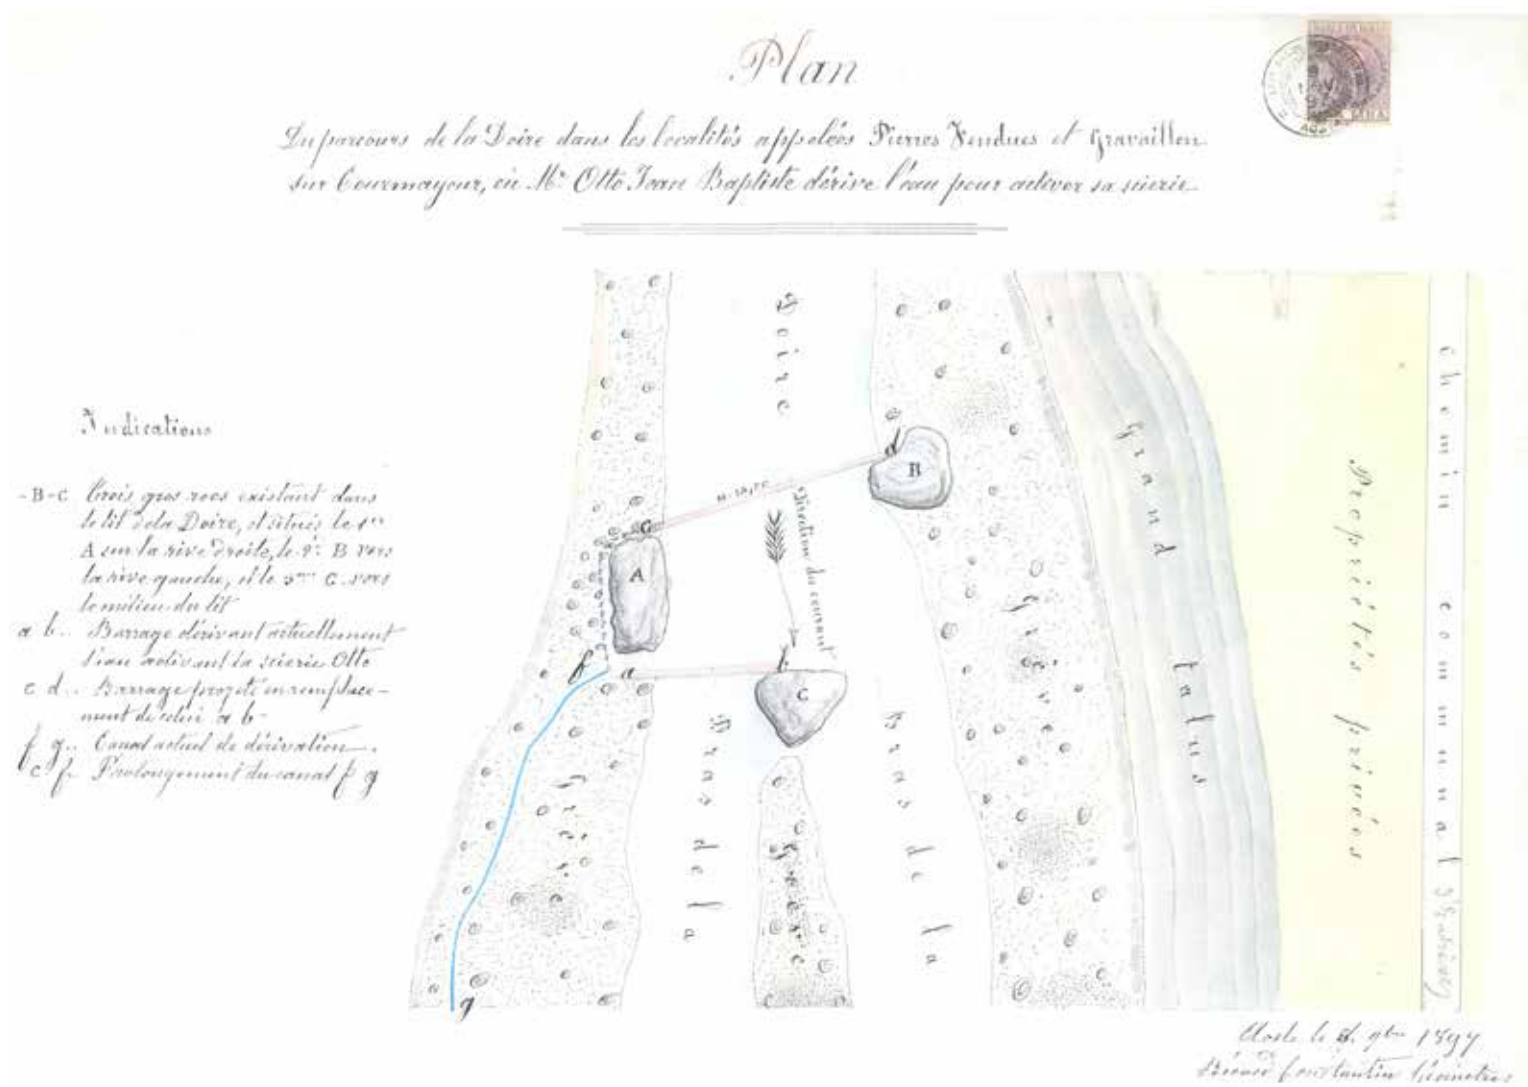 Plan
Du parcours de la Doire dans les localités appelées Pierres Fendues et Gravaillon
sur Courmayeur, où Mr Otto Jean Baptiste dérive l'eau pour activer sa scierie
Indications
-B-C Trois gros rocs existant dans
le lit de la Doire, et situés le 1er
A sur la rive droite, le 2e B vers
la rive gauche, et le 3me C vers
le milieu du lit
a b.. Barrage dérivant actuellement
l'eau activant la scierie Otto
c d.. Barrage projeté en remplace-
ment de celui a b-
f g.. Canal actuel de dérivation.
c f- Prolongement du canal f g
Doire
d
B
C
A
Direction du courant
f
a
b
C
Grève
Bras de la
Grève
Bras de la
Grève
Grand talus
Propriétés privées
chemin communal
g
Aoste le 8bre 1897
Constantin Géomètre